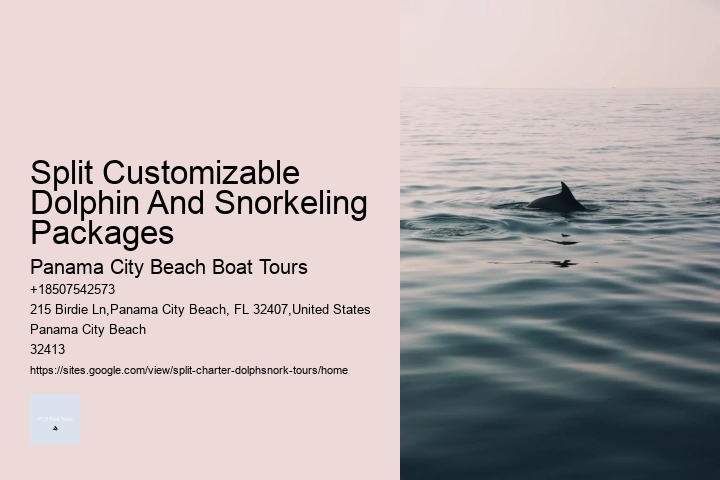 Split Customizable
Dolphin And Snorkeling
Packages
Panama City Beach Boat Tours
+18507542573
215 Birdie Ln,Panama City Beach, FL 32407,United States
Panama City Beach
32413
https://sites.google.com/view/split-charter-dolphsnork-tours/home